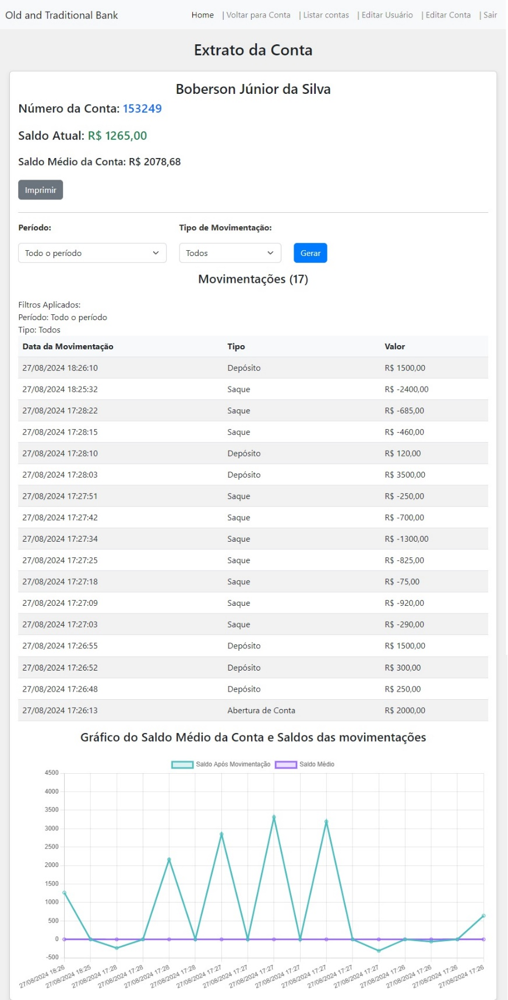 Old and Traditional Bank Home | Voltar para Conta | Listar contas | Editar Usuário | Editar Conta | Sair
Extrato da Conta
Boberson Júnior da Silva
Número da Conta: 153249
Saldo Atual: R$ 1265,00
Saldo Médio da Conta: R$ 2078,68
Imprimir
Período: Tipo de Movimentação:
Todo o período Todos Gerar
Movimentações (17)
Filtros Aplicados:
Período: Todo o período
Tipo: Todos
Data da Movimentação Tipo Valor
27/08/2024 18:26:10 Depósito R$ 1500,00
27/08/2024 18:25:32 Saque R$ -2400,00
27/08/2024 17:28:22 Saque R$ -685,00
27/08/2024 17:28:15 Saque R$ -460,00
27/08/2024 17:28:10 Depósito R$ 120,00
27/08/2024 17:28:03 Depósito R$ 3500,00
27/08/2024 17:27:51 Saque R$ -250,00
27/08/2024 17:27:42 Saque R$ -700,00
27/08/2024 17:27:34 Saque R$ -1300,00
27/08/2024 17:27:25 Saque R$ -825,00
27/08/2024 17:27:18 Saque R$ -75,00
27/08/2024 17:27:09 Saque R$ -920,00
27/08/2024 17:27:03 Saque R$ -290,00
27/08/2024 17:26:55 Depósito R$ 1500,00
27/08/2024 17:26:52 Depósito R$ 300,00
27/08/2024 17:26:48 Depósito R$ 250,00
27/08/2024 17:26:13 Abertura de Conta R$ 2000,00
Gráfico do Saldo Médio da Conta e Saldos das movimentações
Saldo Após Movimentação Saldo Médio
4500
4000
3500
3000
2500
2000
1500
1000
500
0
-500
27/08/2024 18:26
27/08/2024 18:25
27/08/2024 17:28
27/08/2024 17:28
27/08/2024 17:28
27/08/2024 17:28
27/08/2024 17:27
27/08/2024 17:27
27/08/2024 17:27
27/08/2024 17:27
27/08/2024 17:27
27/08/2024 17:27
27/08/2024 17:27
27/08/2024 17:26
27/08/2024 17:26
27/08/2024 17:26
27/08/2024 17:26